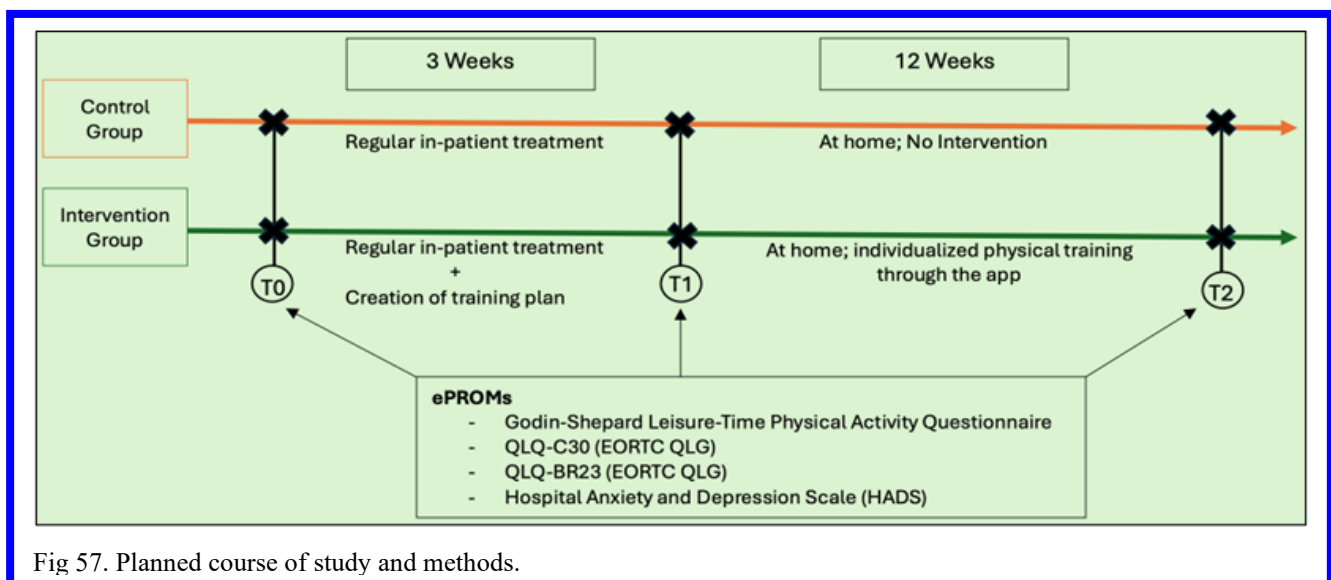 3 Weeks
12 Weeks
Control
Group
Regular in-patient treatment
At home; No Intervention
Intervention
Group
Regular in-patient treatment
+
Creation of training plan
At home; individualized physical training
through the app
T0
T1
T2
ePROMs
- Godin-Shepard Leisure-Time Physical Activity Questionnaire
- QLQ-C30 (EORTC QLG)
- QLQ-BR23 (EORTC QLG)
- Hospital Anxiety and Depression Scale (HADS)
Fig 57. Planned course of study and methods.